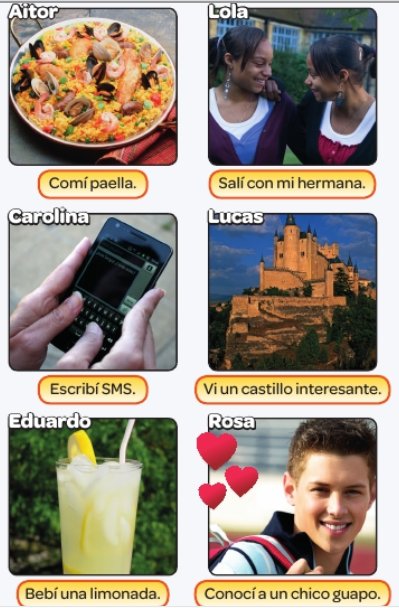 Aitor
Lola
Comí paella.
Salí con mi hermana.
Carolina
Lucas
Escribí SMS.
Vi un castillo interesante.
Eduardo
Rosa
Bebí una limonada.
Conocí a un chico guapo.